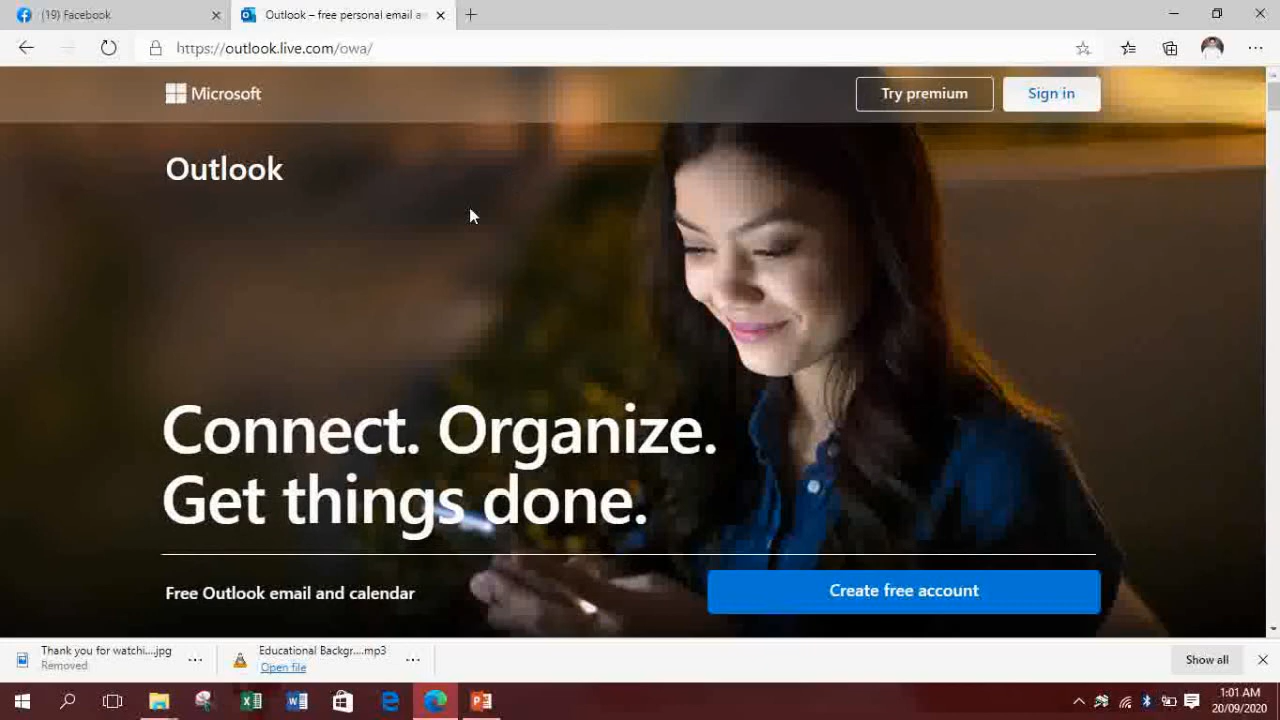 (19) Facebook
Outlook – free personal email a
https://outlook.live.com/owa/
Microsoft
Try premium
Sign in
Outlook
Connect. Organize.
Get things done.
Free Outlook email and calendar
Create free account
Thank you for watchi....jpg
Removed
Educational Backgr....mp3
Open file
Show all
1:01 AM
20/09/2020